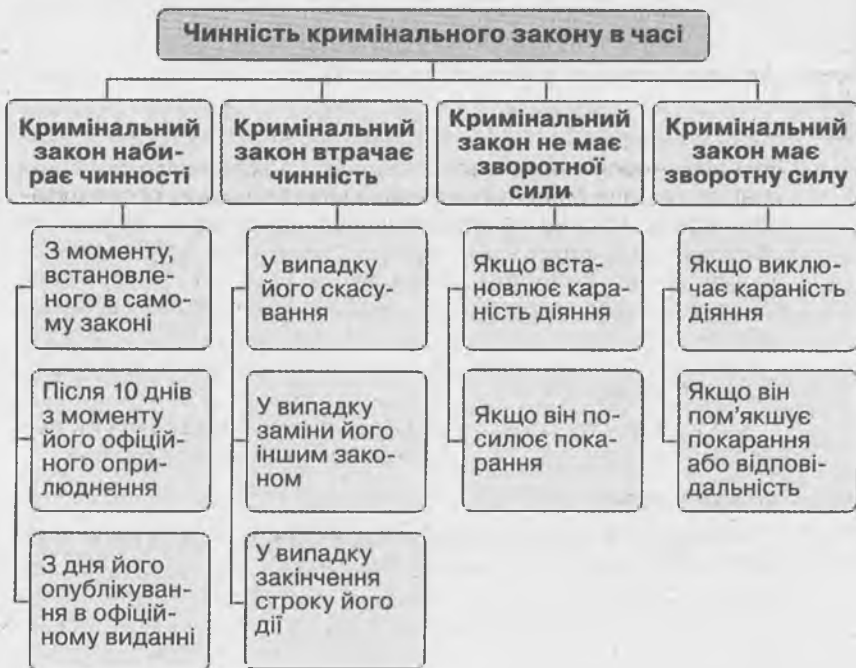 Чинність кримінального закону в часі
Кримінальний
закон наби-
рає чинності
З моменту,
встановле-
ного в само-
му законі
Після 10 днів
з моменту
його офіцій-
ного опри-
люднення
З дня його
опублікуван-
ня в офіцій-
ному виданні
Кримінальний
закон втрачає
чинність
У випадку
його скасу-
вання
У випадку
заміни його
іншим зако-
ном
У випадку
закінчення
строку його
дії
Кримінальний
закон не має
зворотної
сили
Якщо вста-
новлює кара-
ність діяння
Якщо він по-
силює пока-
рання
Кримінальний
закон має
зворотну силу
Якщо виклю-
чає караність
діяння
Якщо він
пом’якшує
покарання
або відпові-
дальність